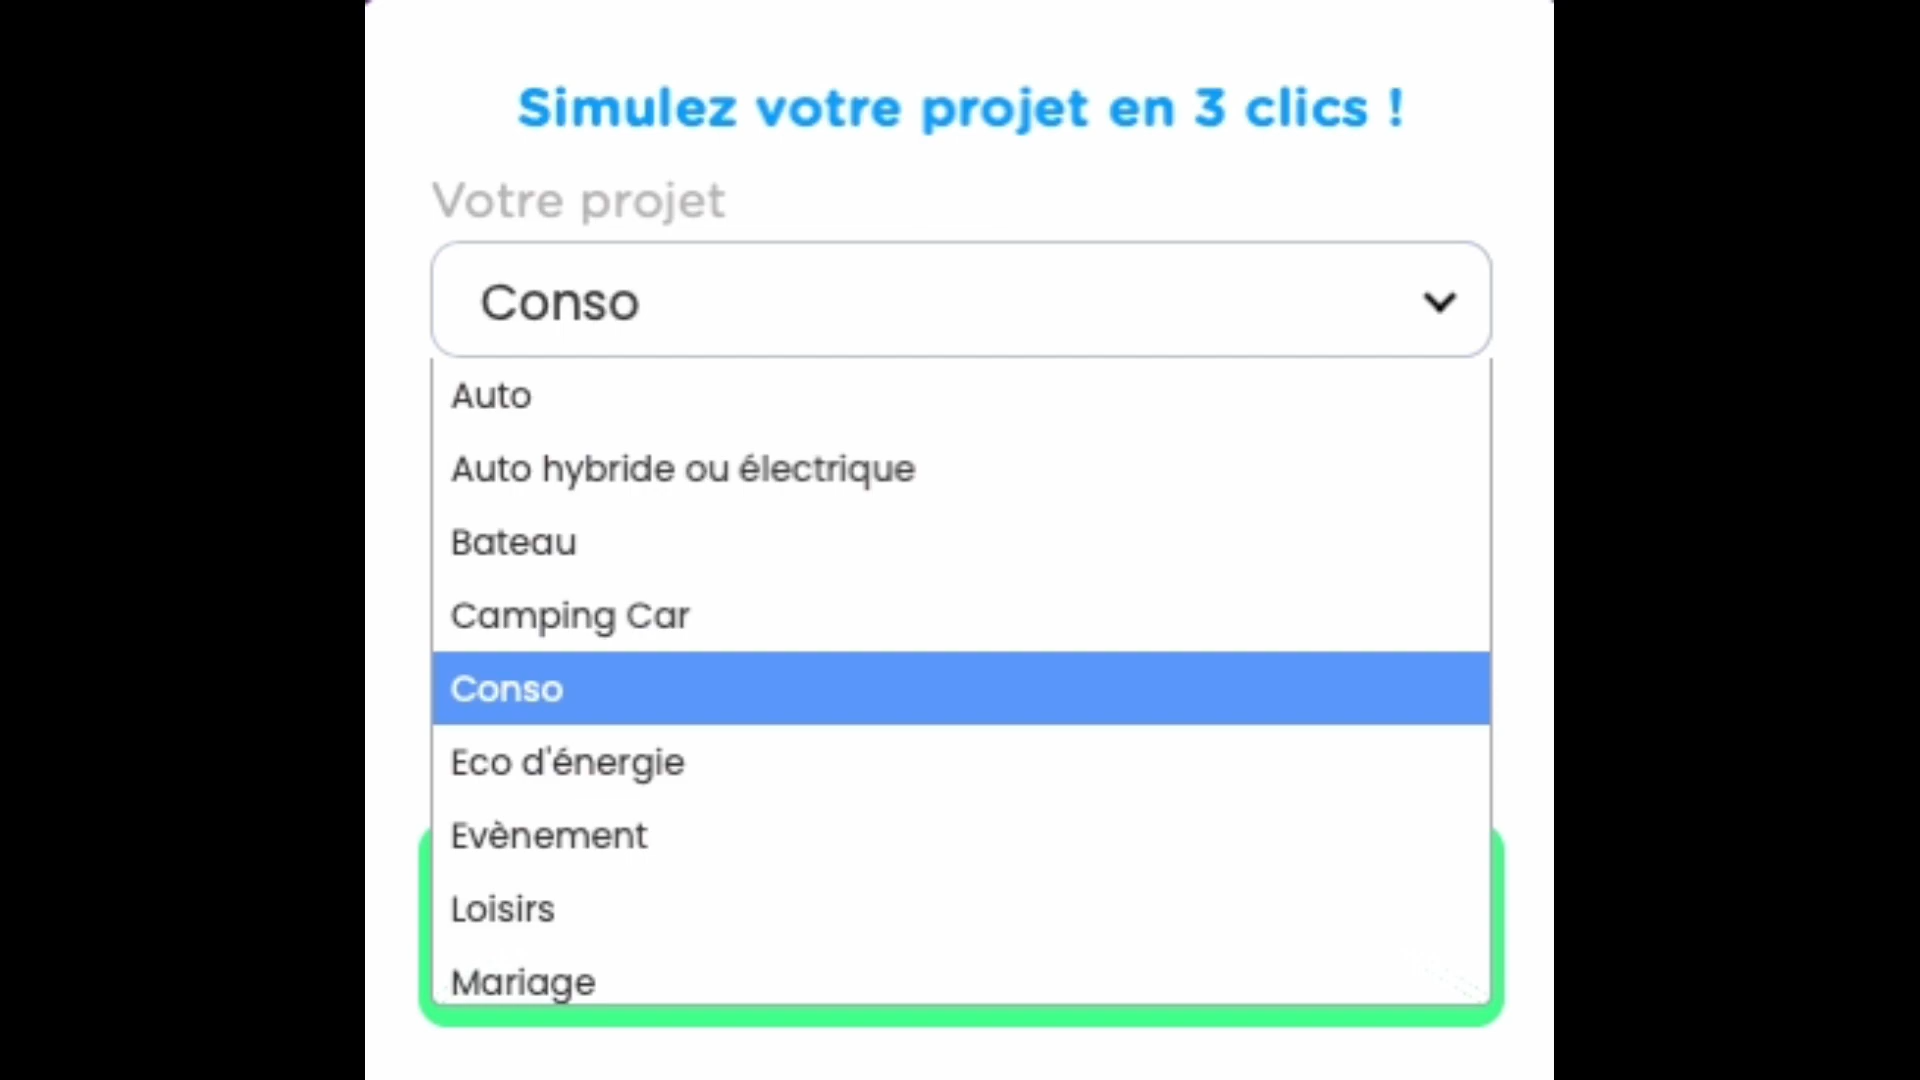 Simulez votre projet en 3 clics !
Votre projet
Conso
Auto
Auto hybride ou électrique
Bateau
Camping Car
Conso
Eco d'énergie
Evènement
Loisirs
Mariage